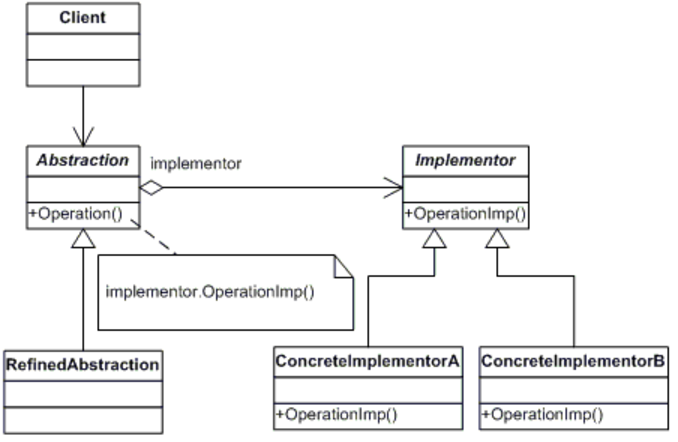 Client
Abstraction
implementor
Implementor
+Operation()
+OperationImp()
implementor.OperationImp()
RefinedAbstraction
ConcreteImplementorA
ConcreteImplementorB
+OperationImp()
+OperationImp()